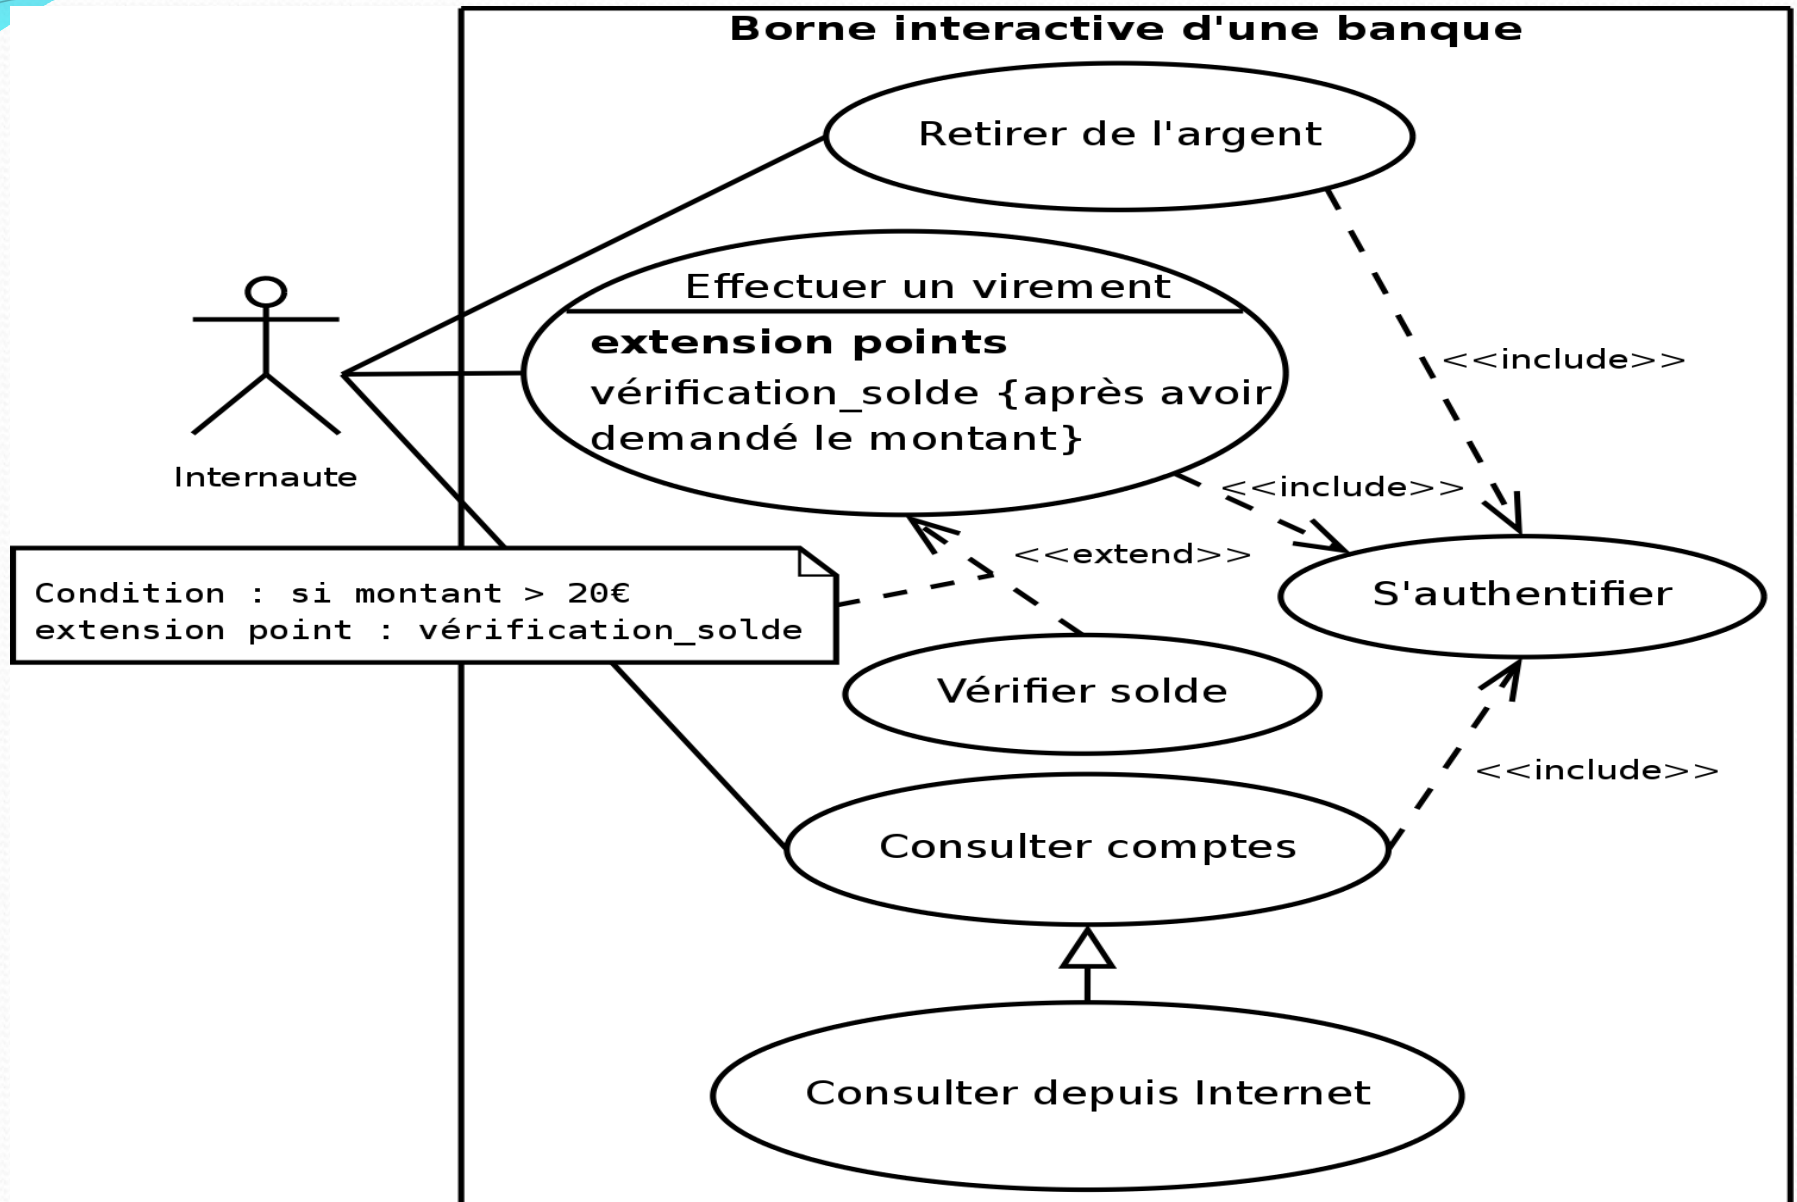 Borne interactive d'une banque
Retirer de l'argent
Effectuer un virement
extension points
vérification_solde {après avoir
demandé le montant}
<<include>>
Internaute
<<include>>
<<extend>>
Condition : si montant > 20€
extension point : vérification_solde
S'authentifier
Vérifier solde
<<include>>
Consulter comptes
Consulter depuis Internet